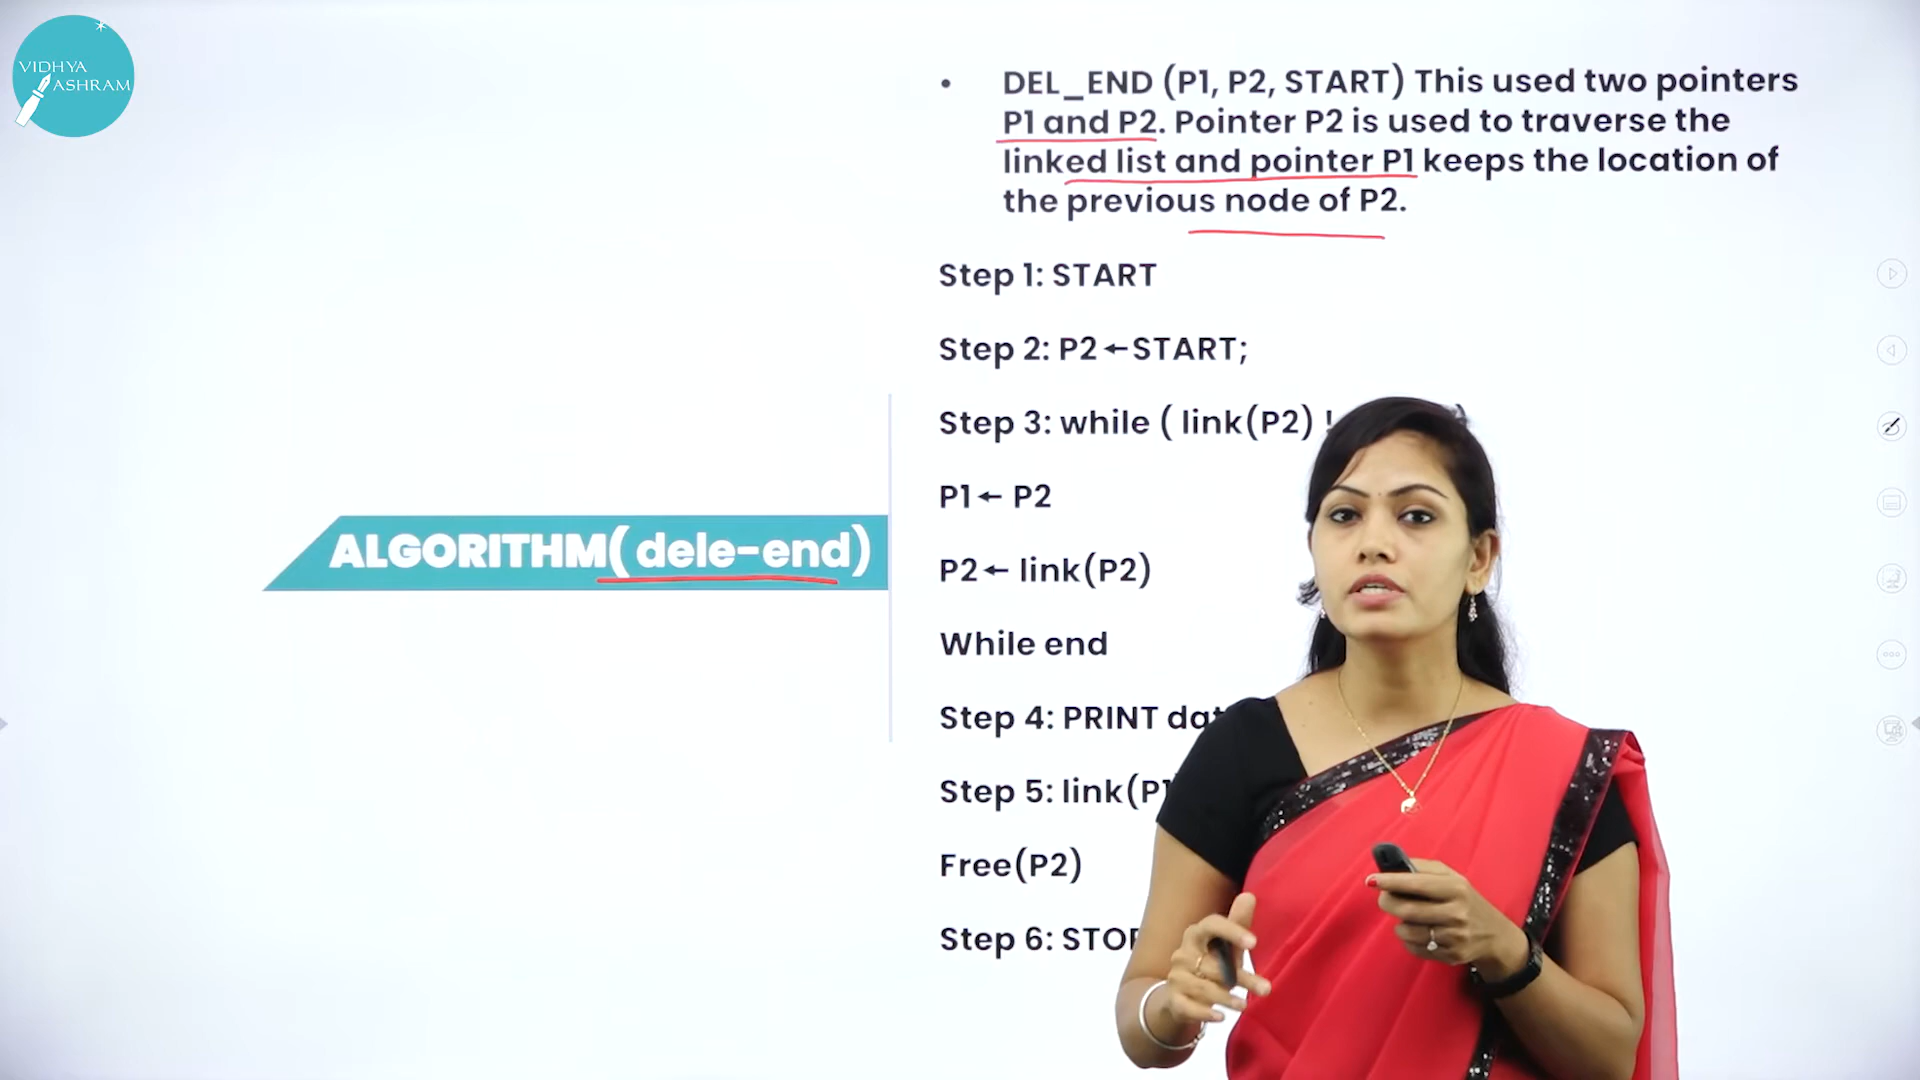 VIDHYA
ASHRAM
• DEL_END (P1, P2, START) This used two pointers
P1 and P2. Pointer P2 is used to traverse the
linked list and pointer P1 keeps the location of
the previous node of P2.
Step 1: START
Step 2: P2←START;
Step 3: while ( link(P2) !
P1← P2
ALGORITHM( dele-end)
P2← link(P2)
While end
Step 4: PRINT
Step 5: link(P1
Free(P2)
Step 6: